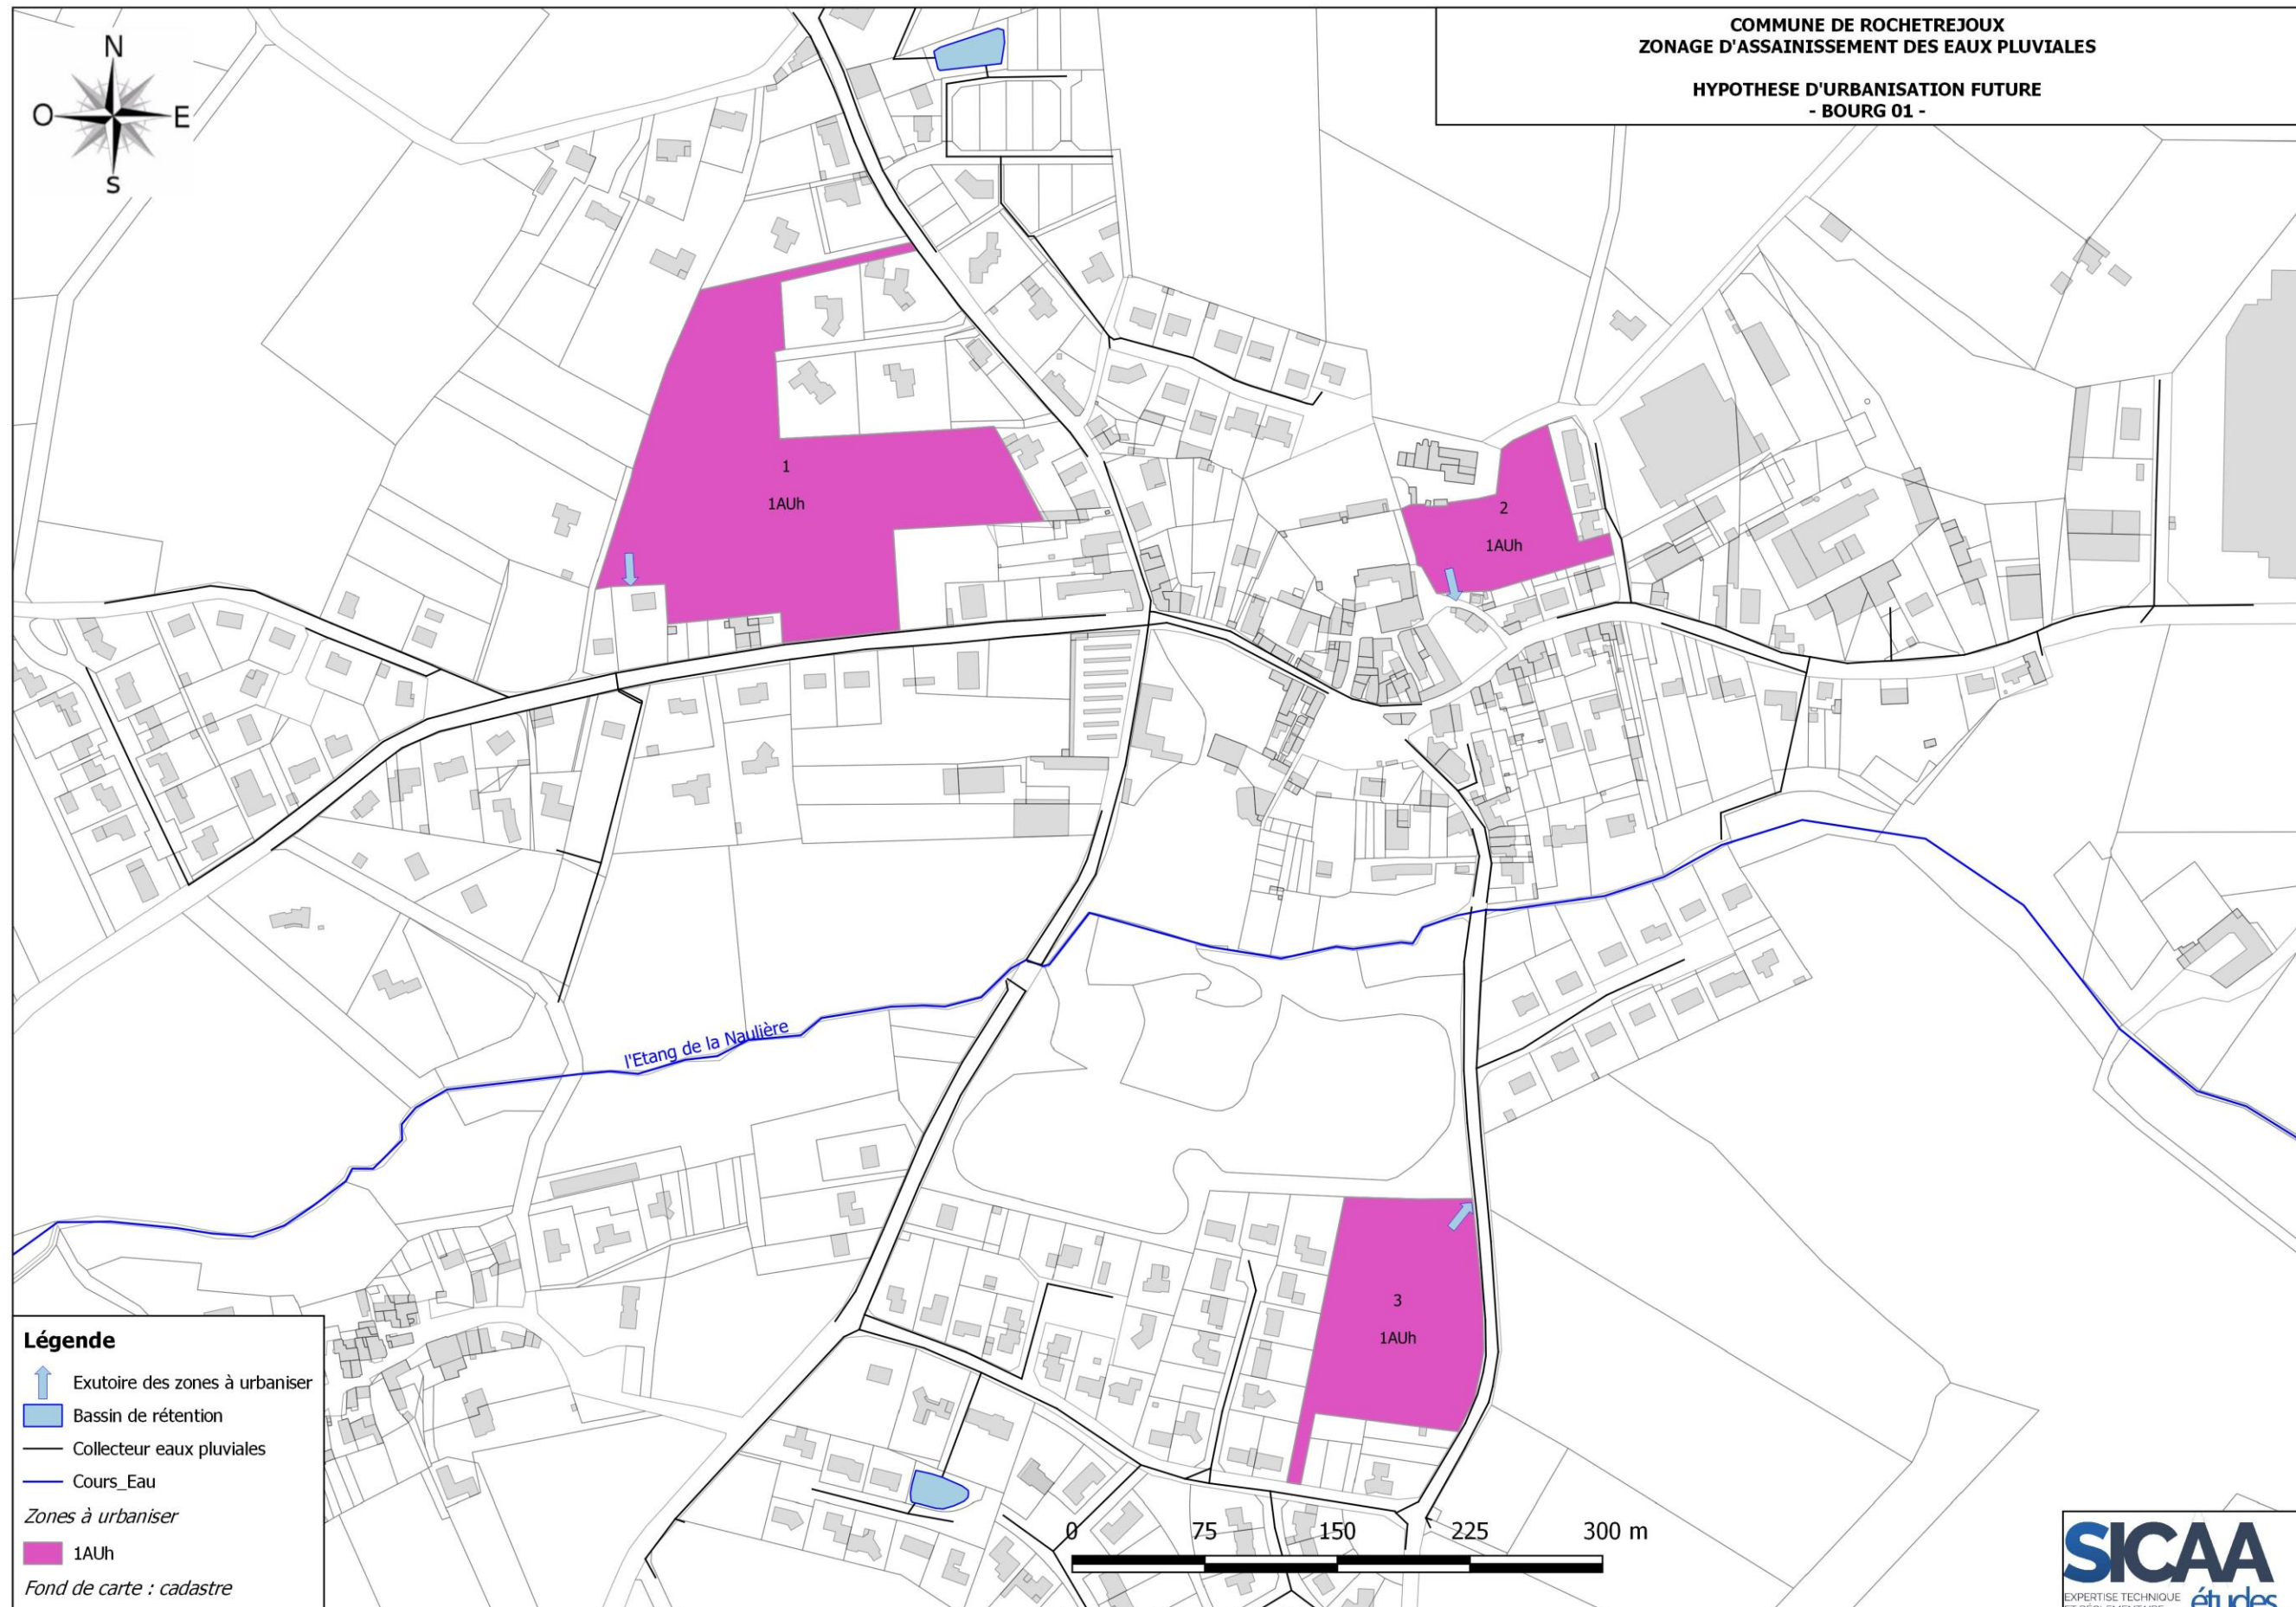 COMMUNE DE ROCHETREJOUX
ZONAGE D'ASSAINISSEMENT DES EAUX PLUVIALES
HYPOTHESE D'URBANISATION FUTURE
- BOURG 01 -
N
O
E
S
1
1AUh
2
1AUh
l'Etang de la Naulière
3
1AUh
Légende
Exutoire des zones à urbaniser
Bassin de rétention
Collecteur eaux pluviales
Cours_Eau
Zones à urbaniser
1AUh
Fond de carte : cadastre
0 75 150 225 300 m
SICAA
EXPERTISE TECHNIQUE
études